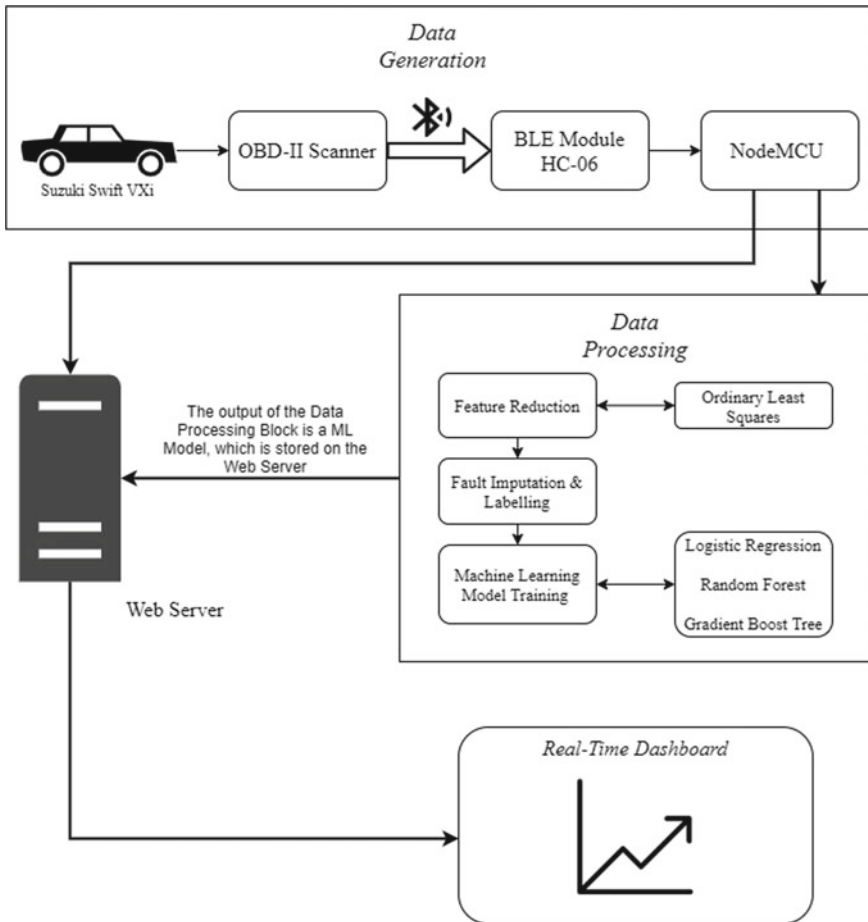 Data
Generation
Suzuki Swift VXi
OBD-II Scanner
BLE Module
HC-06
NodeMCU
Data
Processing
Feature Reduction
Ordinary Least
Squares
The output of the Data
Processing Block is a ML
Model, which is stored on the
Web Server
Fault Imputation &
Labelling
Machine Learning
Model Training
Logistic Regression
Random Forest
Gradient Boost Tree
Web Server
Real-Time Dashboard